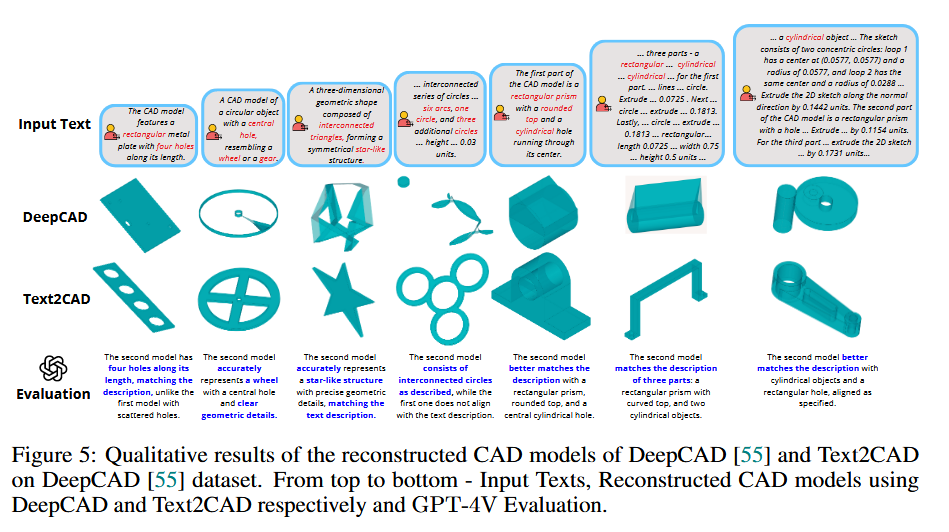 Input Text
The CAD model
features a
rectangular metal
plate with four holes
along its length.
A CAD model of
a circular object
with a central
hole,
resembling a
wheel or a gear.
A three-dimensional
geometric shape
composed of
interconnected
triangles, forming a
symmetrical star-like
structure.
... interconnected
series of circles ...
six arcs, one
circle, and three
additional circles
... height ... 0.03
units.
The first part of
the CAD model is a
rectangular prism
with a rounded
top and a
cylindrical hole
running through
its center.
... three parts - a
rectangular ... cylindrical
... cylindrical ... for the first
part. ... lines ... circle.
Extrude ... 0.0725 . Next ...
circle ... extrude ... 0.1813.
Lastly, ... circle ... extrude ...
0.1813 ... rectangular...
length 0.0725 ... width 0.75
... height 0.5 units ...
... a cylindrical object ... The sketch
consists of two concentric circles: loop 1
has a center at (0.0577, 0.0577) and a
radius of 0.0577, and loop 2 has the
same center and a radius of 0.0288 ...
Extrude the 2D sketch along the normal
direction by 0.1442 units. The second part
of the CAD model is a rectangular prism
with a hole ... Extrude ... by 0.1154 units.
For the third part ... extrude the 2D sketch
... by 0.1731 units...
DeepCAD
Text2CAD
Evaluation
The second model has
four holes along its
length, matching the
description, unlike the
first model with
scattered holes.
The second model
accurately
represents a wheel
with a central hole
and clear
geometric details.
The second model
accurately represents
a star-like structure
with precise geometric
details, matching the
text description.
The second model
consists of
interconnected circles
as described, while the
first one does not align
with the text description.
The second model
better matches the
description with a
rectangular prism,
rounded top, and a
central cylindrical hole.
The second model
matches the description
of three parts: a
rectangular prism with
curved top, and two
cylindrical objects.
The second model better
matches the description with
cylindrical objects and a
rectangular hole, aligned as
specified.
Figure 5: Qualitative results of the reconstructed CAD models of DeepCAD [55] and Text2CAD
on DeepCAD [55] dataset. From top to bottom - Input Texts, Reconstructed CAD models using
DeepCAD and Text2CAD respectively and GPT-4V Evaluation.